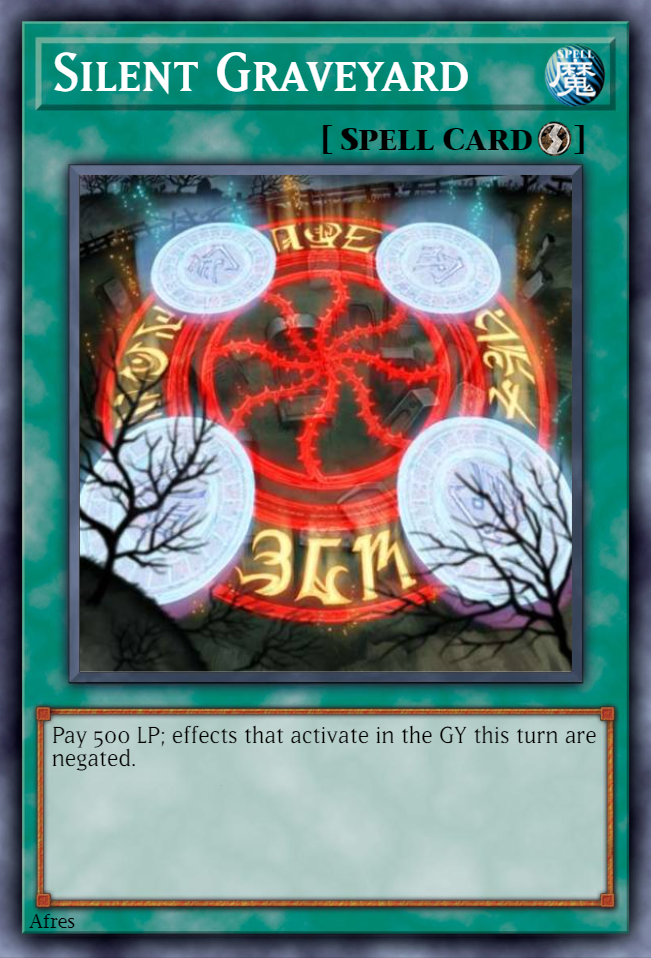 Silent Graveyard
SPELL
魔
[ Spell Card ]
Pay 500 LP; effects that activate in the GY this turn are
negated.
Afres